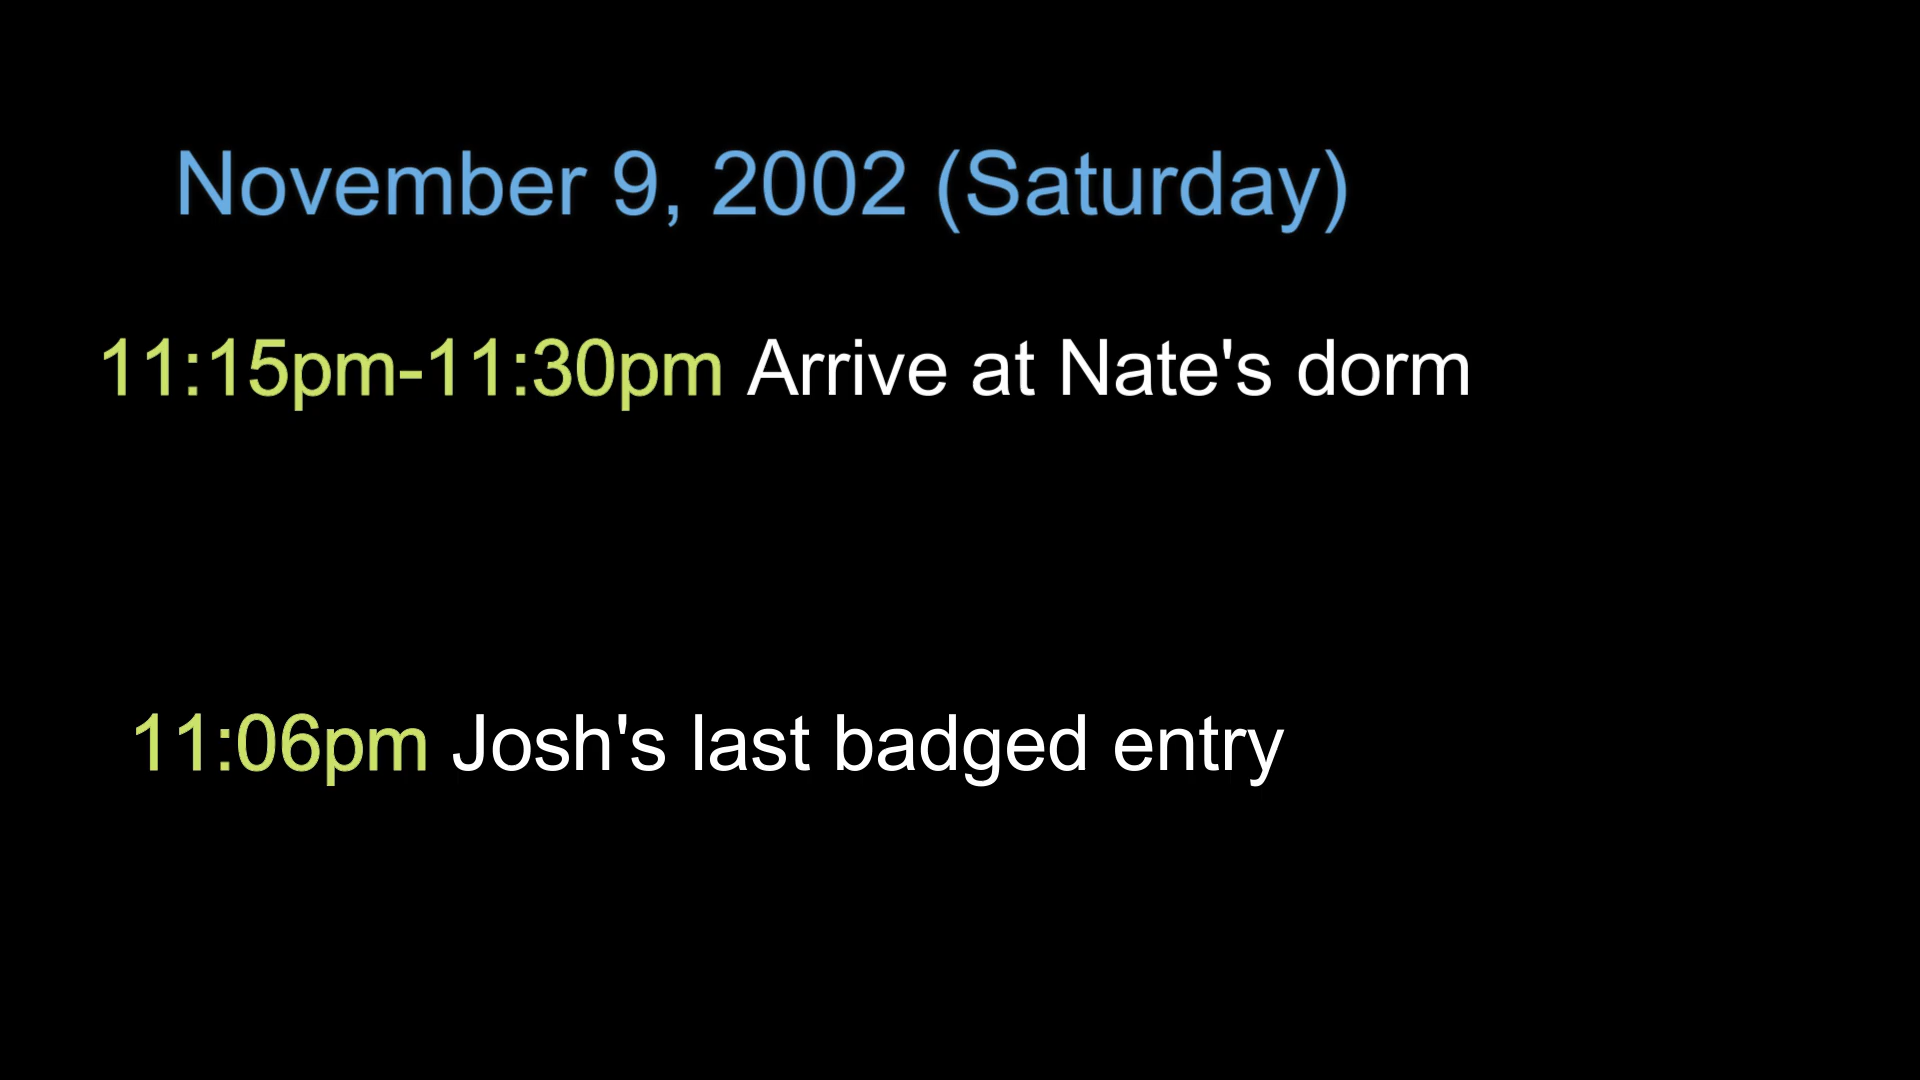 November 9, 2002 (Saturday)
11:15pm-11:30pm Arrive at Nate's dorm
11:06pm Josh's last badged entry